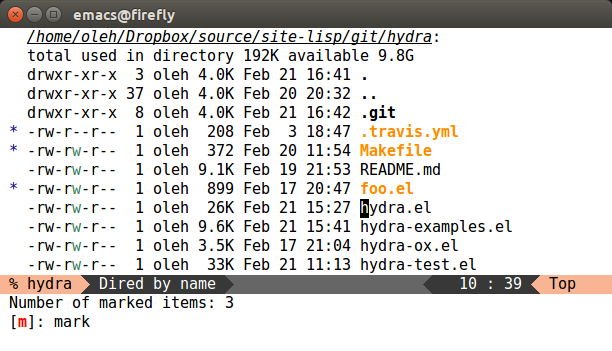 emacs@firefly
/home/oleh/Dropbox/source/site-lisp/git/hydra:
total used in directory 192K available 9.8G
drwxr-xr-x  3 oleh 4.0K Feb 21 16:41 .
drwxr-xr-x 37 oleh 4.0K Feb 20 20:32 ..
drwxr-xr-x  8 oleh 4.0K Feb 21 16:42 .git
* -rw-r--r--  1 oleh  208 Feb  3 18:47 .travis.yml
* -rw-rw-r--  1 oleh  372 Feb 20 11:54 Makefile
-rw-rw-r--  1 oleh 9.1K Feb 19 21:53 README.md
* -rw-rw-r--  1 oleh  899 Feb 17 20:47 foo.el
-rw-rw-r--  1 oleh  26K Feb 21 15:27 hydra.el
-rw-rw-r--  1 oleh 9.6K Feb 21 15:41 hydra-examples.el
-rw-rw-r--  1 oleh 3.5K Feb 17 21:04 hydra-ox.el
-rw-rw-r--  1 oleh  33K Feb 21 11:13 hydra-test.el
% hydra Dired by name 10 : 39 Top
Number of marked items: 3
[m]: mark